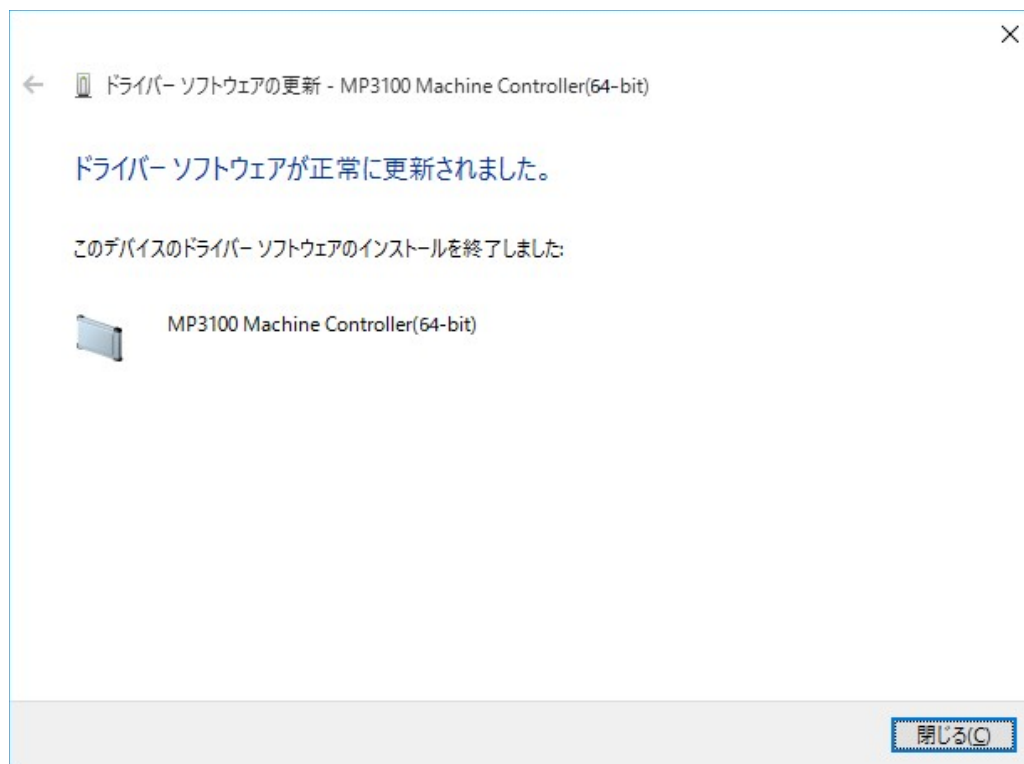 ドライバー ソフトウェアの更新 - MP3100 Machine Controller(64-bit)
ドライバー ソフトウェアが正常に更新されました。
このデバイスのドライバー ソフトウェアのインストールを終了しました:
MP3100 Machine Controller(64-bit)
閉じる(C)